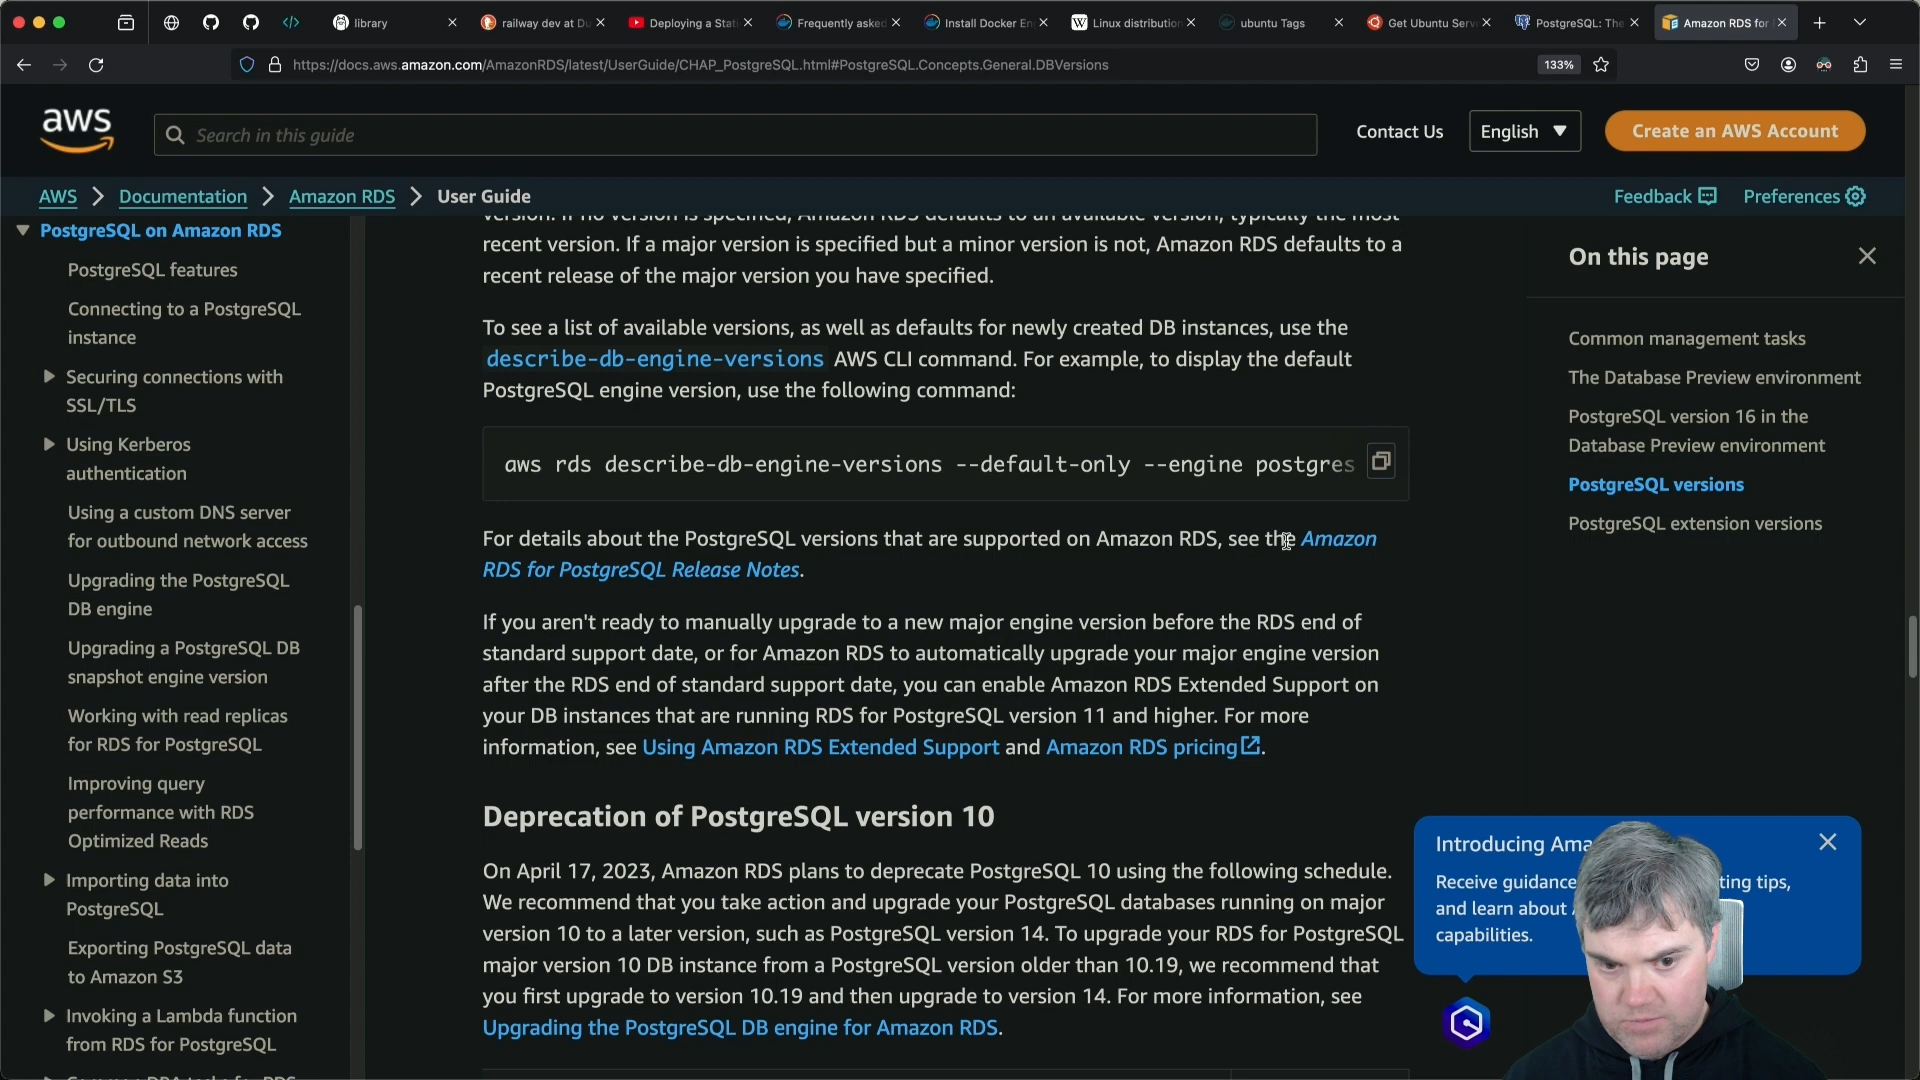 library
railway dev at Du
Deploying a Stati
Frequently asked
Install Docker En
Linux distribution
ubuntu Tags
Get Ubuntu Serv
PostgreSQL: The
Amazon RDS for
https://docs.aws.amazon.com/AmazonRDS/latest/UserGuide/CHAP_PostgreSQL.html#PostgreSQL.Concepts.General.DBVersions
133%
aws
Search in this guide
Contact Us
English
Create an AWS Account
AWS
Documentation
Amazon RDS
User Guide
Feedback
Preferences
PostgreSQL on Amazon RDS
PostgreSQL features
Connecting to a PostgreSQL
instance
Securing connections with
SSL/TLS
Using Kerberos
authentication
Using a custom DNS server
for outbound network access
Upgrading the PostgreSQL
DB engine
Upgrading a PostgreSQL DB
snapshot engine version
Working with read replicas
for RDS for PostgreSQL
Improving query
performance with RDS
Optimized Reads
Importing data into
PostgreSQL
Exporting PostgreSQL data
to Amazon S3
Invoking a Lambda function
from RDS for PostgreSQL
version. If no version is specified, Amazon RDS defaults to an available version, typically the most
recent version. If a major version is specified but a minor version is not, Amazon RDS defaults to a
recent release of the major version you have specified.
To see a list of available versions, as well as defaults for newly created DB instances, use the
describe-db-engine-versions AWS CLI command. For example, to display the default
PostgreSQL engine version, use the following command:
aws rds describe-db-engine-versions --default-only --engine postgres
For details about the PostgreSQL versions that are supported on Amazon RDS, see the Amazon
RDS for PostgreSQL Release Notes.
If you aren't ready to manually upgrade to a new major engine version before the RDS end of
standard support date, or for Amazon RDS to automatically upgrade your major engine version
after the RDS end of standard support date, you can enable Amazon RDS Extended Support on
your DB instances that are running RDS for PostgreSQL version 11 and higher. For more
information, see Using Amazon RDS Extended Support and Amazon RDS pricing.
Deprecation of PostgreSQL version 10
On April 17, 2023, Amazon RDS plans to deprecate PostgreSQL 10 using the following schedule.
We recommend that you take action and upgrade your PostgreSQL databases running on major
version 10 to a later version, such as PostgreSQL version 14. To upgrade your RDS for PostgreSQL
major version 10 DB instance from a PostgreSQL version older than 10.19, we recommend that
you first upgrade to version 10.19 and then upgrade to version 14. For more information, see
Upgrading the PostgreSQL DB engine for Amazon RDS.
On this page
Common management tasks
The Database Preview environment
PostgreSQL version 16 in the
Database Preview environment
PostgreSQL versions
PostgreSQL extension versions
Introducing Ama
Receive guidance ting tips,
and learn about
capabilities.